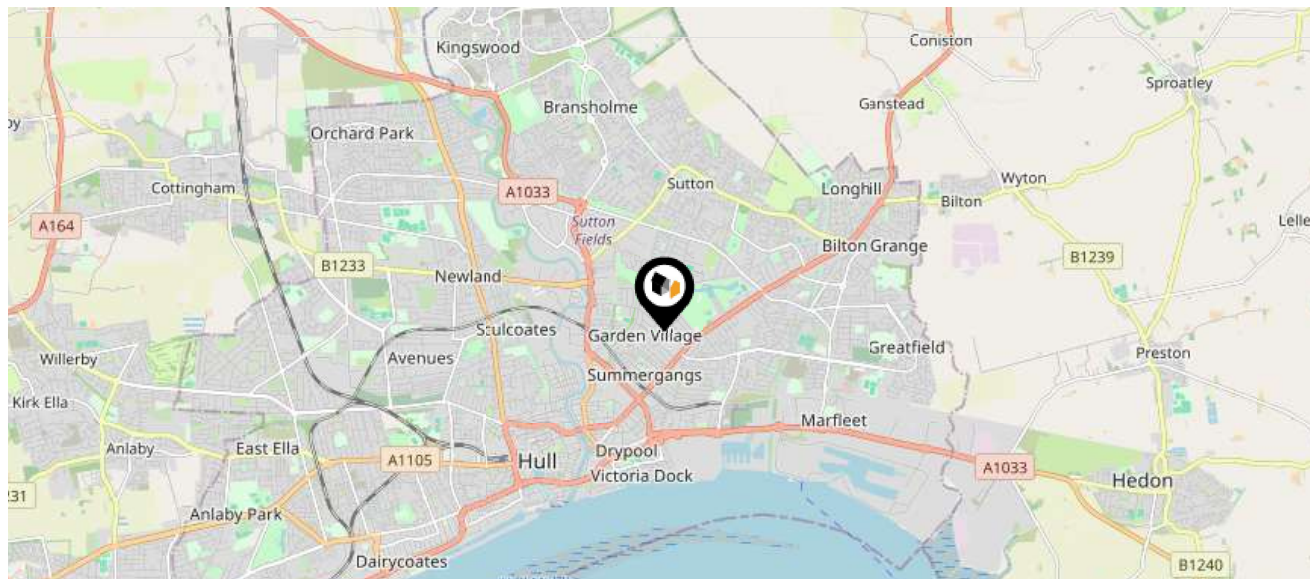 Coniston
Kingswood
Sproatley
Ganstead
Bransholme
by
Orchard Park
Wyton
Sutton
Longhill
Cottingham
A1033
Bilton
Lelle
A164
Sutton
Fields
Bilton Grange
B1239
B1233
Newland
Sculcoates
Garden Village
Greatfield
Preston
Willerby
Avenues
Summergangs
Kirk Ella
Marfleet
Anlaby
East Ella
Drypool
A1105
Hull
A1033
Victoria Dock
Hedon
231
Anlaby Park
Dairycoates
B1240